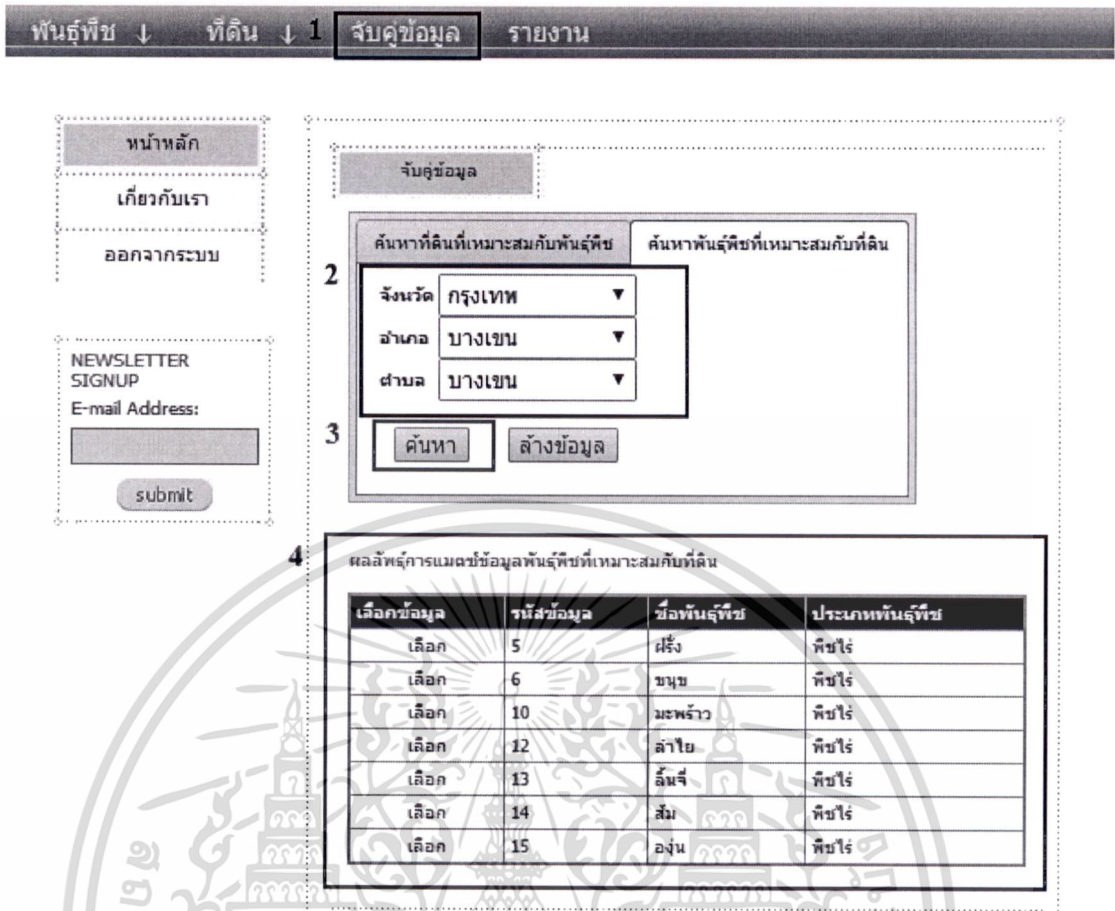 พันธุ์พืช ↓ ที่ดิน ↓ 1 จับคู่ข้อมูล รายงาน
หน้าหลัก
เกี่ยวกับเรา
ออกจากระบบ
NEWSLETTER
SIGNUP
E-mail Address:
submit
จับคู่ข้อมูล
ค้นหาที่ดินที่เหมาะสมกับพันธุ์พืช ค้นหาพันธุ์พืชที่เหมาะสมกับที่ดิน
2
จังหวัด กรุงเทพ ▼
อำเภอ บางเขน ▼
ตำบล บางเขน ▼
3 ค้นหา ล้างข้อมูล
4 ผลลัพธ์การแมตช์ข้อมูลพันธุ์พืชที่เหมาะสมกับที่ดิน
เลือกข้อมูล รหัสข้อมูล ชื่อพันธุ์พืช ประเภทพันธุ์พืช
เลือก 5 ฝรั่ง พืชไร่
เลือก 6 ขนุน พืชไร่
เลือก 10 มะพร้าว พืชไร่
เลือก 12 ลำไย พืชไร่
เลือก 13 ลิ้นจี่ พืชไร่
เลือก 14 ส้ม พืชไร่
เลือก 15 องุ่น พืชไร่